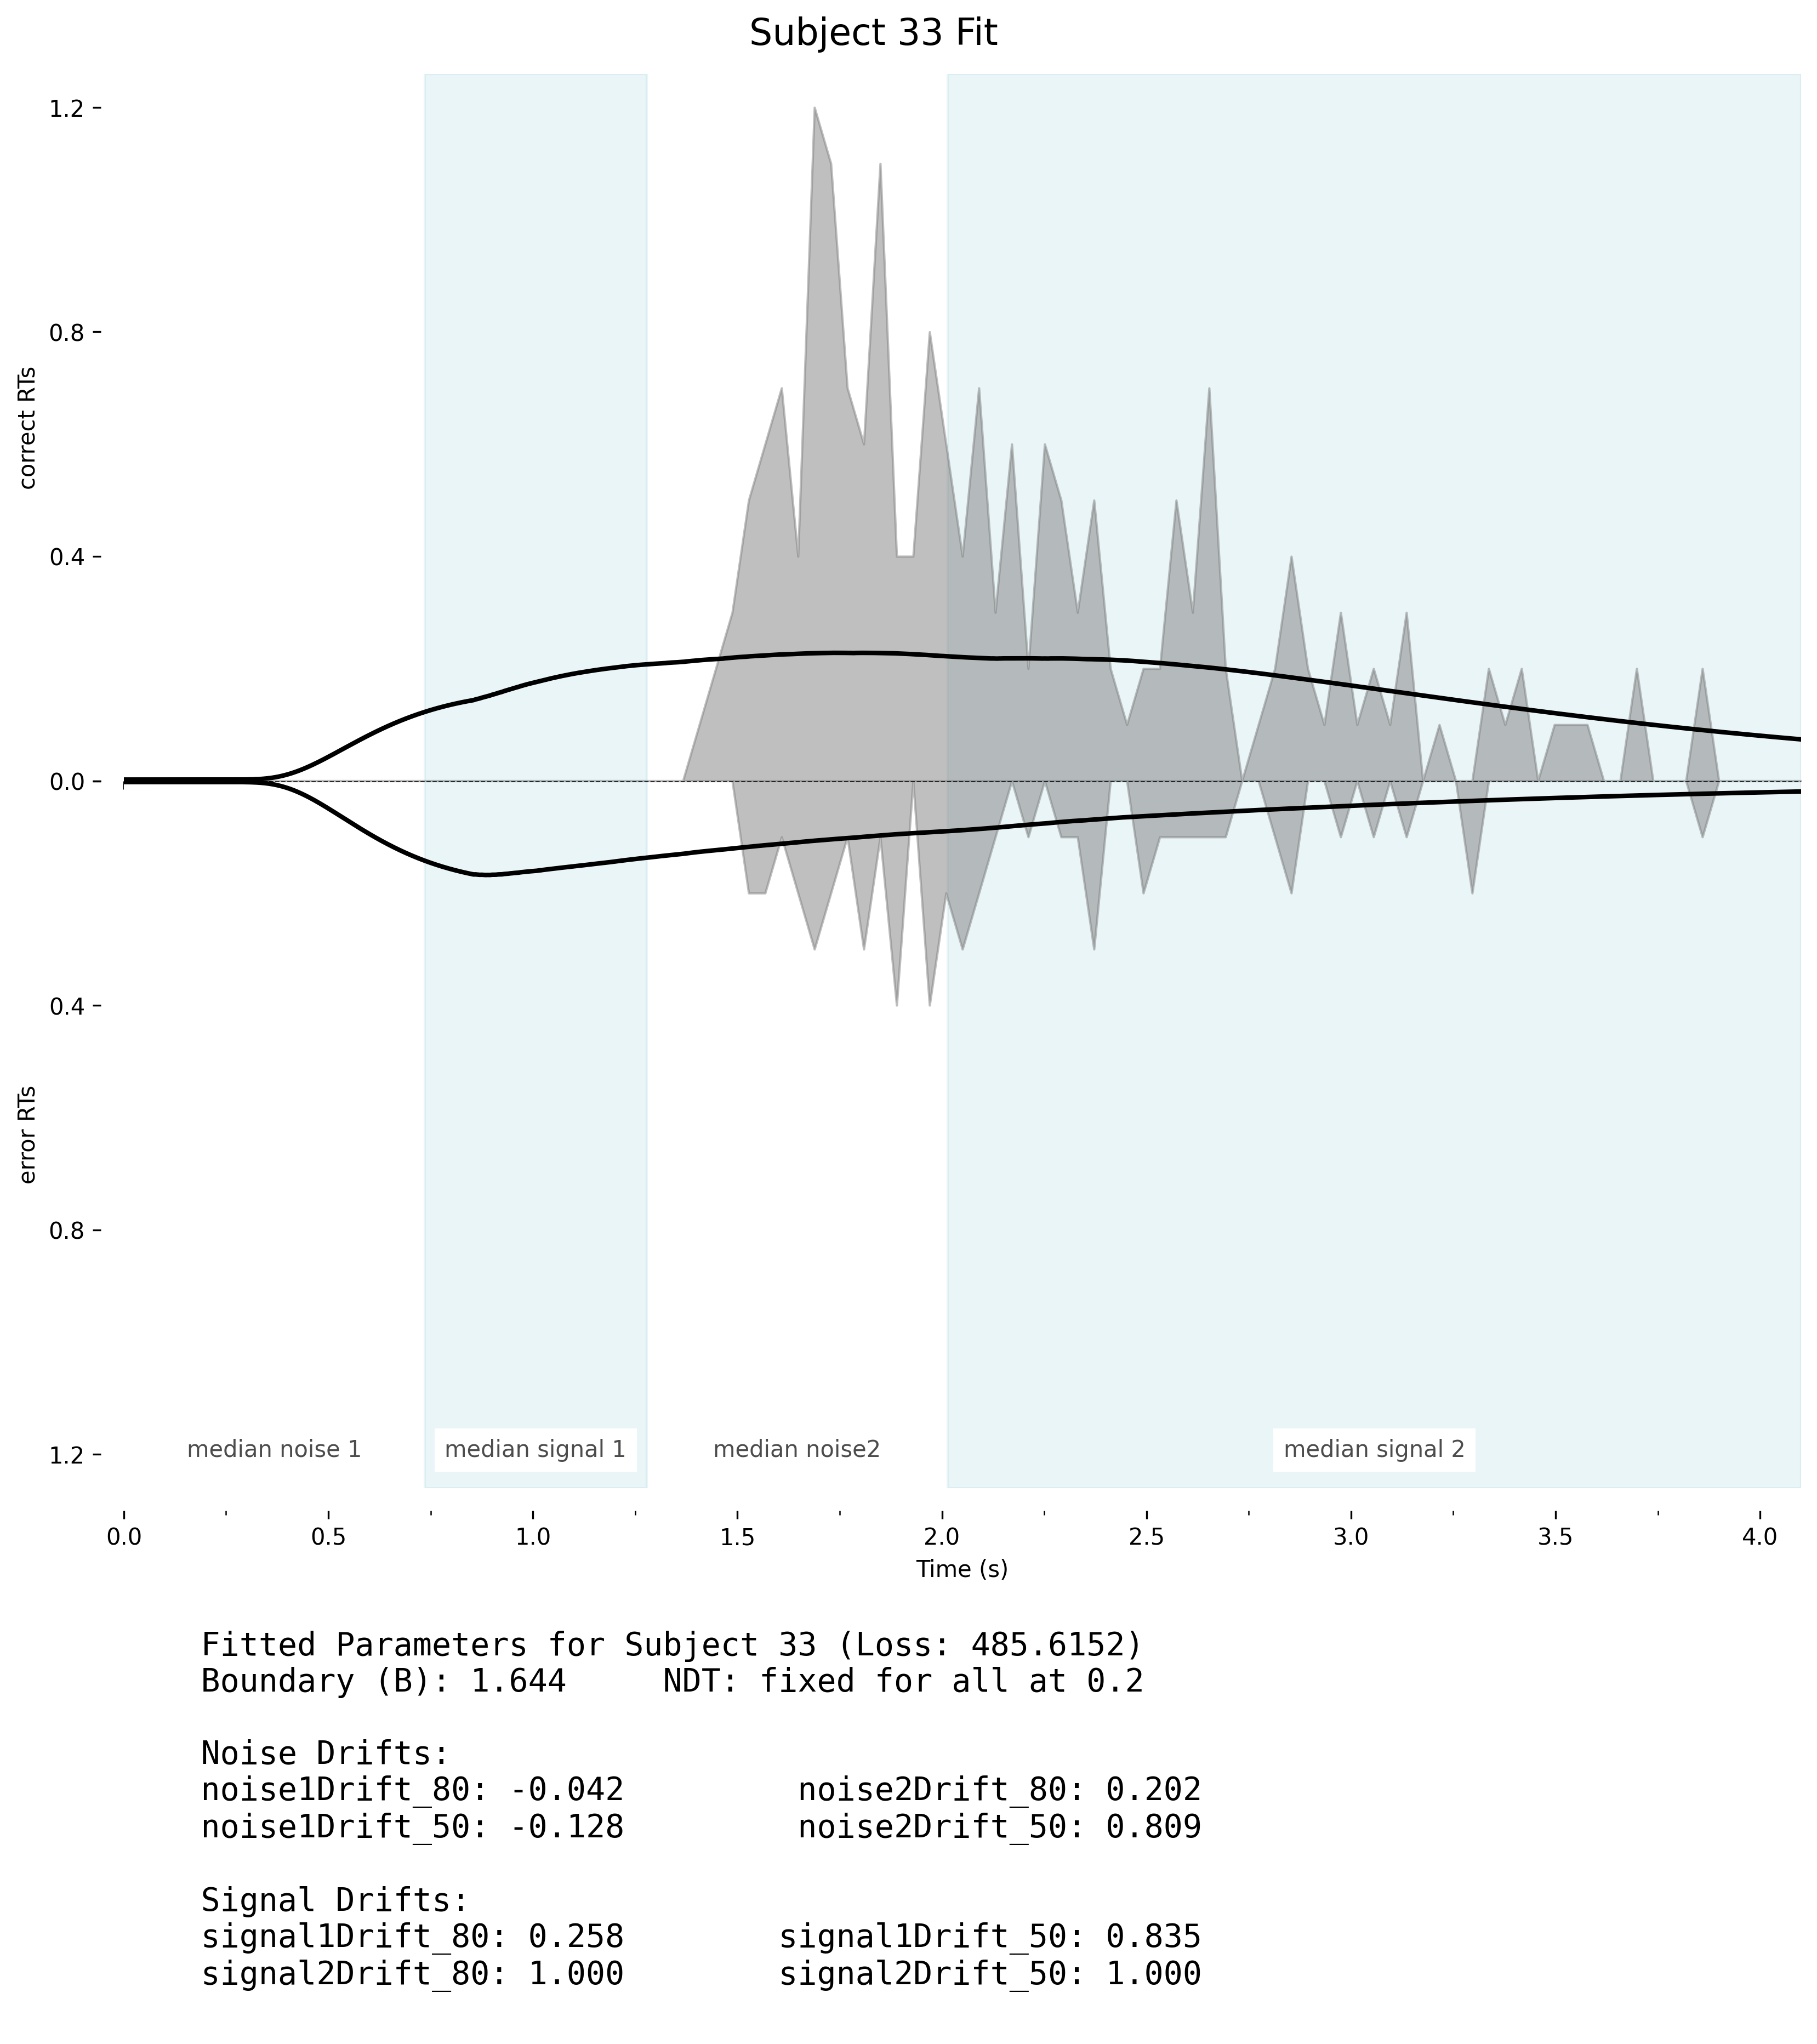 Subject 33 Fit
correct RTs
error RTs
1.2
0.8
0.4
0.0
0.4
0.8
1.2
median noise 1
median signal 1
median noise2
median signal 2
0.0 0.5 1.0 1.5 2.0 2.5 3.0 3.5 4.0
Time (s)
Fitted Parameters for Subject 33 (Loss: 485.6152)
Boundary (B): 1.644 NDT: fixed for all at 0.2
Noise Drifts:
noise1Drift_80: -0.042 noise2Drift_80: 0.202
noise1Drift_50: -0.128 noise2Drift_50: 0.809
Signal Drifts:
signal1Drift_80: 0.258 signal1Drift_50: 0.835
signal2Drift_80: 1.000 signal2Drift_50: 1.000